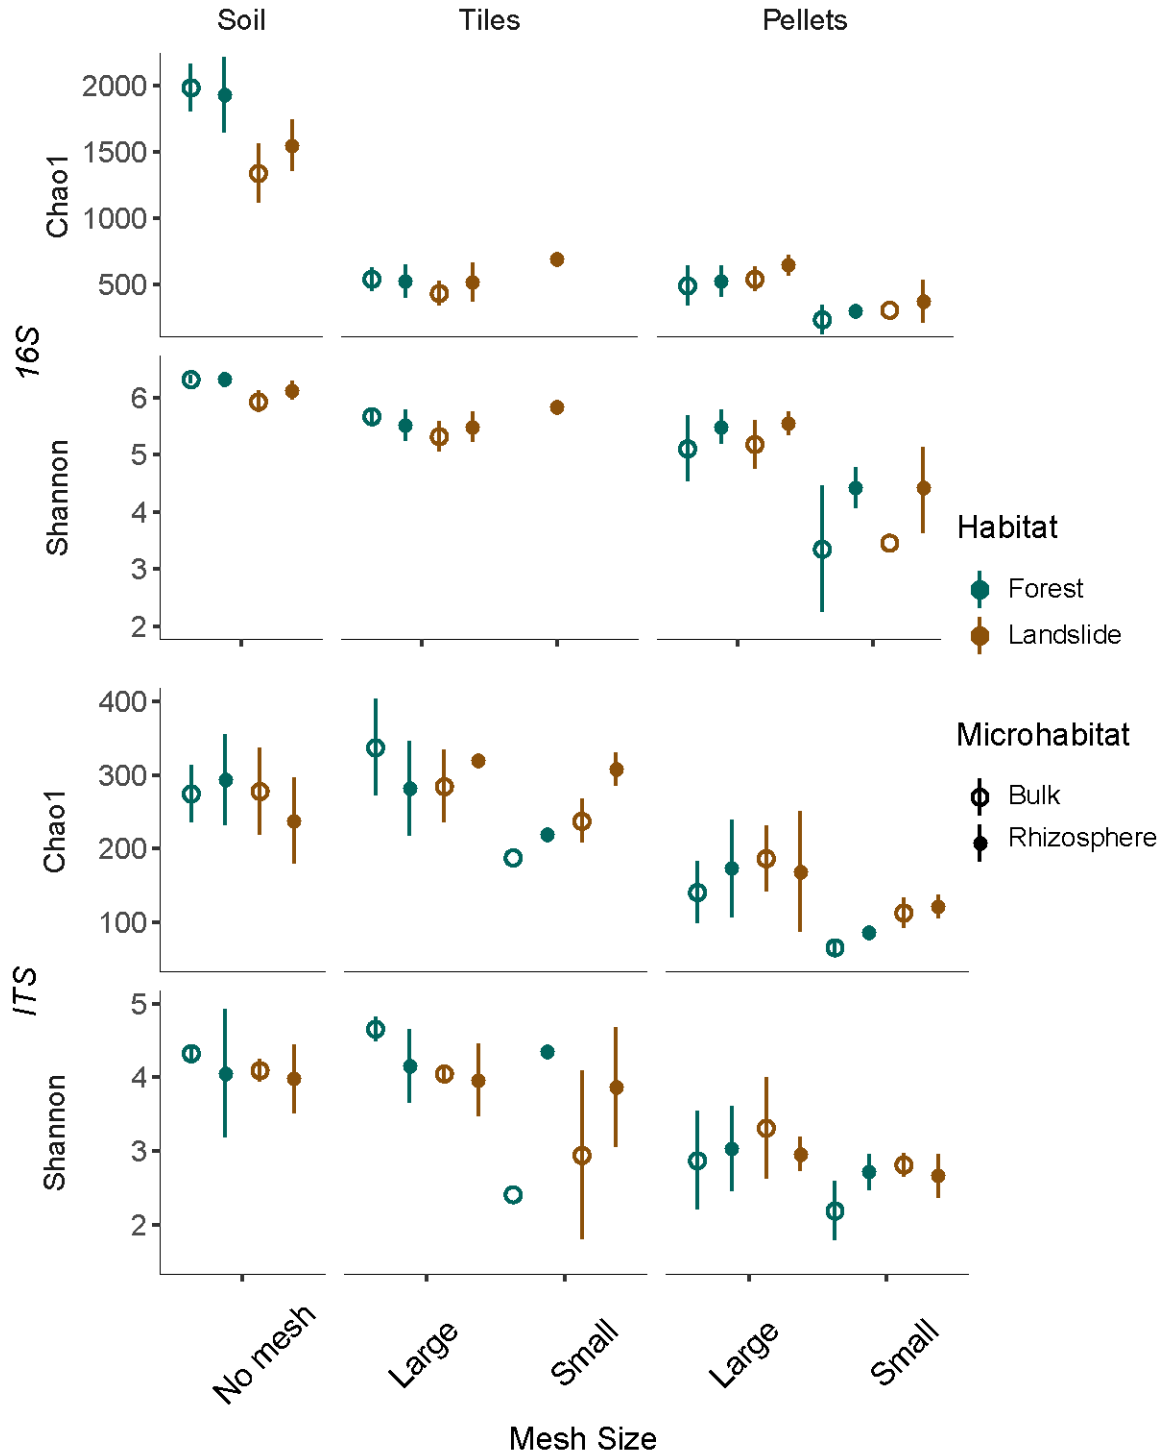 Soil Tiles Pellets
16S
Chao1
2000
1500
1000
500
Shannon
6
5
4
3
2
Habitat
Forest
Landslide
Microhabitat
Bulk
Rhizosphere
ITS
Chao1
400
300
200
100
Shannon
5
4
3
2
No mesh Large Small Large Small
Mesh Size